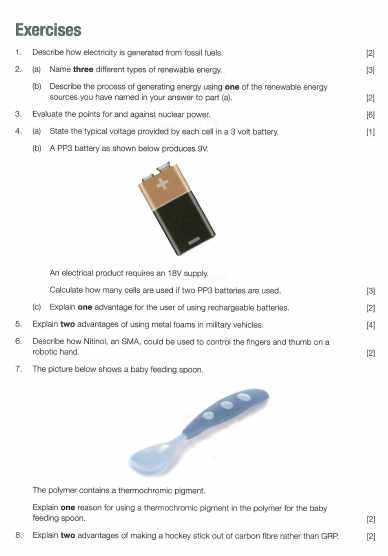 Exercises
1. Describe how electricity is generated from fossil fuels. [2]
2. (a) Name three different types of renewable energy. [3]
(b) Describe the process of generating energy using one of the renewable energy
sources you have named in your answer to part (a). [2]
3. Evaluate the points for and against nuclear power. [6]
4. (a) State the typical voltage provided by each cell in a 3 volt battery. [1]
(b) A PP3 battery as shown below produces 9V.
An electrical product requires an 18V supply.
Calculate how many cells are used if two PP3 batteries are used. [3]
(c) Explain one advantage for the user of using rechargeable batteries. [2]
5. Explain two advantages of using metal foams in military vehicles. [4]
6. Describe how Nitinol, an SMA, could be used to control the fingers and thumb on a
robotic hand. [2]
7. The picture below shows a baby feeding spoon.
The polymer contains a thermochromic pigment.
Explain one reason for using a thermochromic pigment in the polymer for the baby
feeding spoon. [2]
8. Explain two advantages of making a hockey stick out of carbon fibre rather than GRP. [2]